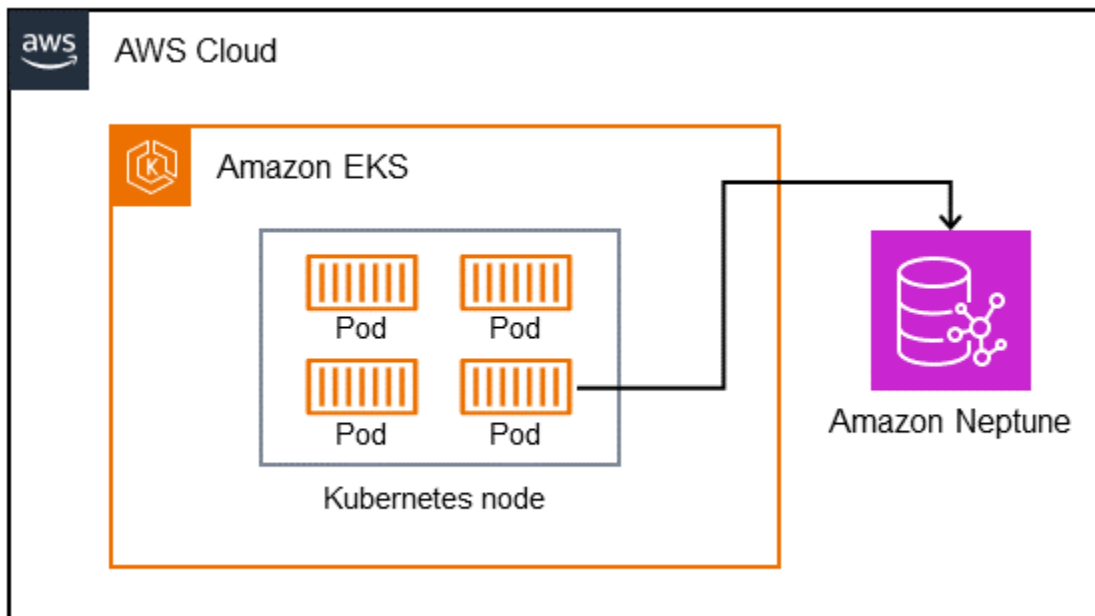 aws
AWS Cloud
K
Amazon EKS
Pod
Pod
Pod
Pod
Kubernetes node
Amazon Neptune